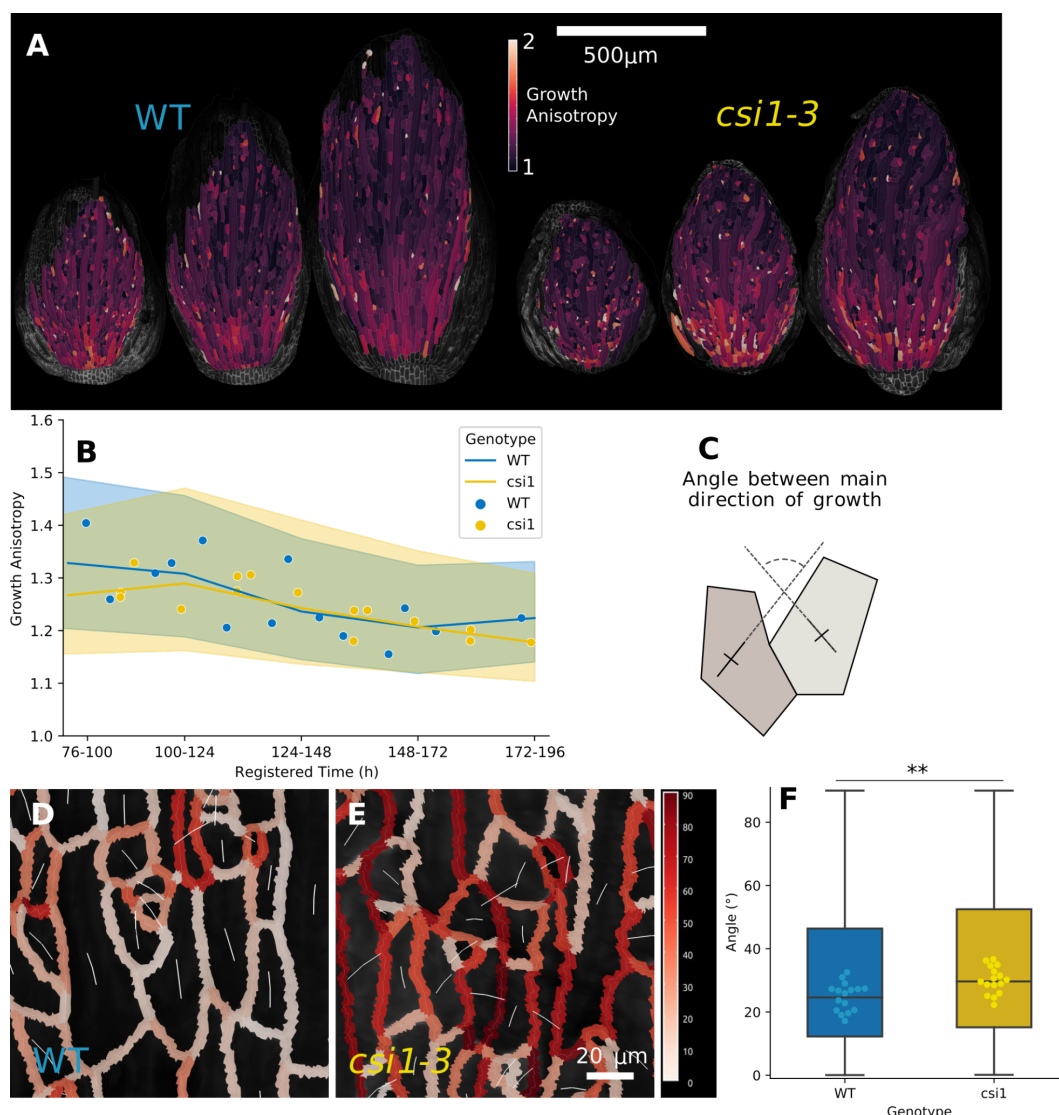 A
WT
2
Growth
Anisotropy
1
500μm
csi1-3
B
Growth Anisotropy
1.6
1.5
1.4
1.3
1.2
1.1
1.0
Genotype
WT
csi1
WT
csi1
76-100
100-124
124-148
148-172
172-196
Registered Time (h)
C
Angle between main
direction of growth
D
WT
E
csi1-3
20 μm
90
80
70
60
50
40
30
20
10
0
F
**
Angle (°)
80
60
40
20
0
WT
csi1
Genotype